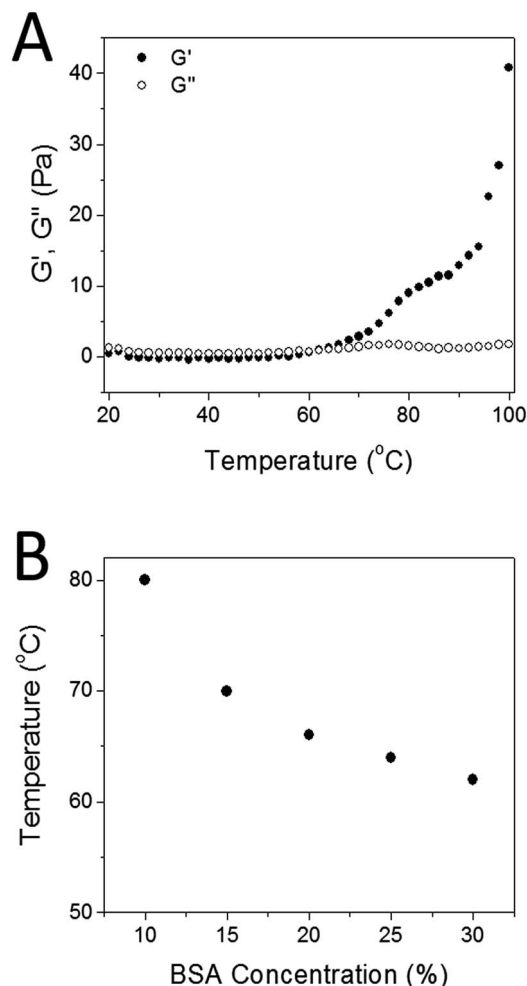 A
G'
G"
40
30
20
10
0
G', G" (Pa)
20 40 60 80 100
Temperature (°C)
B
80
70
60
50
Temperature (°C)
10 15 20 25 30
BSA Concentration (%)